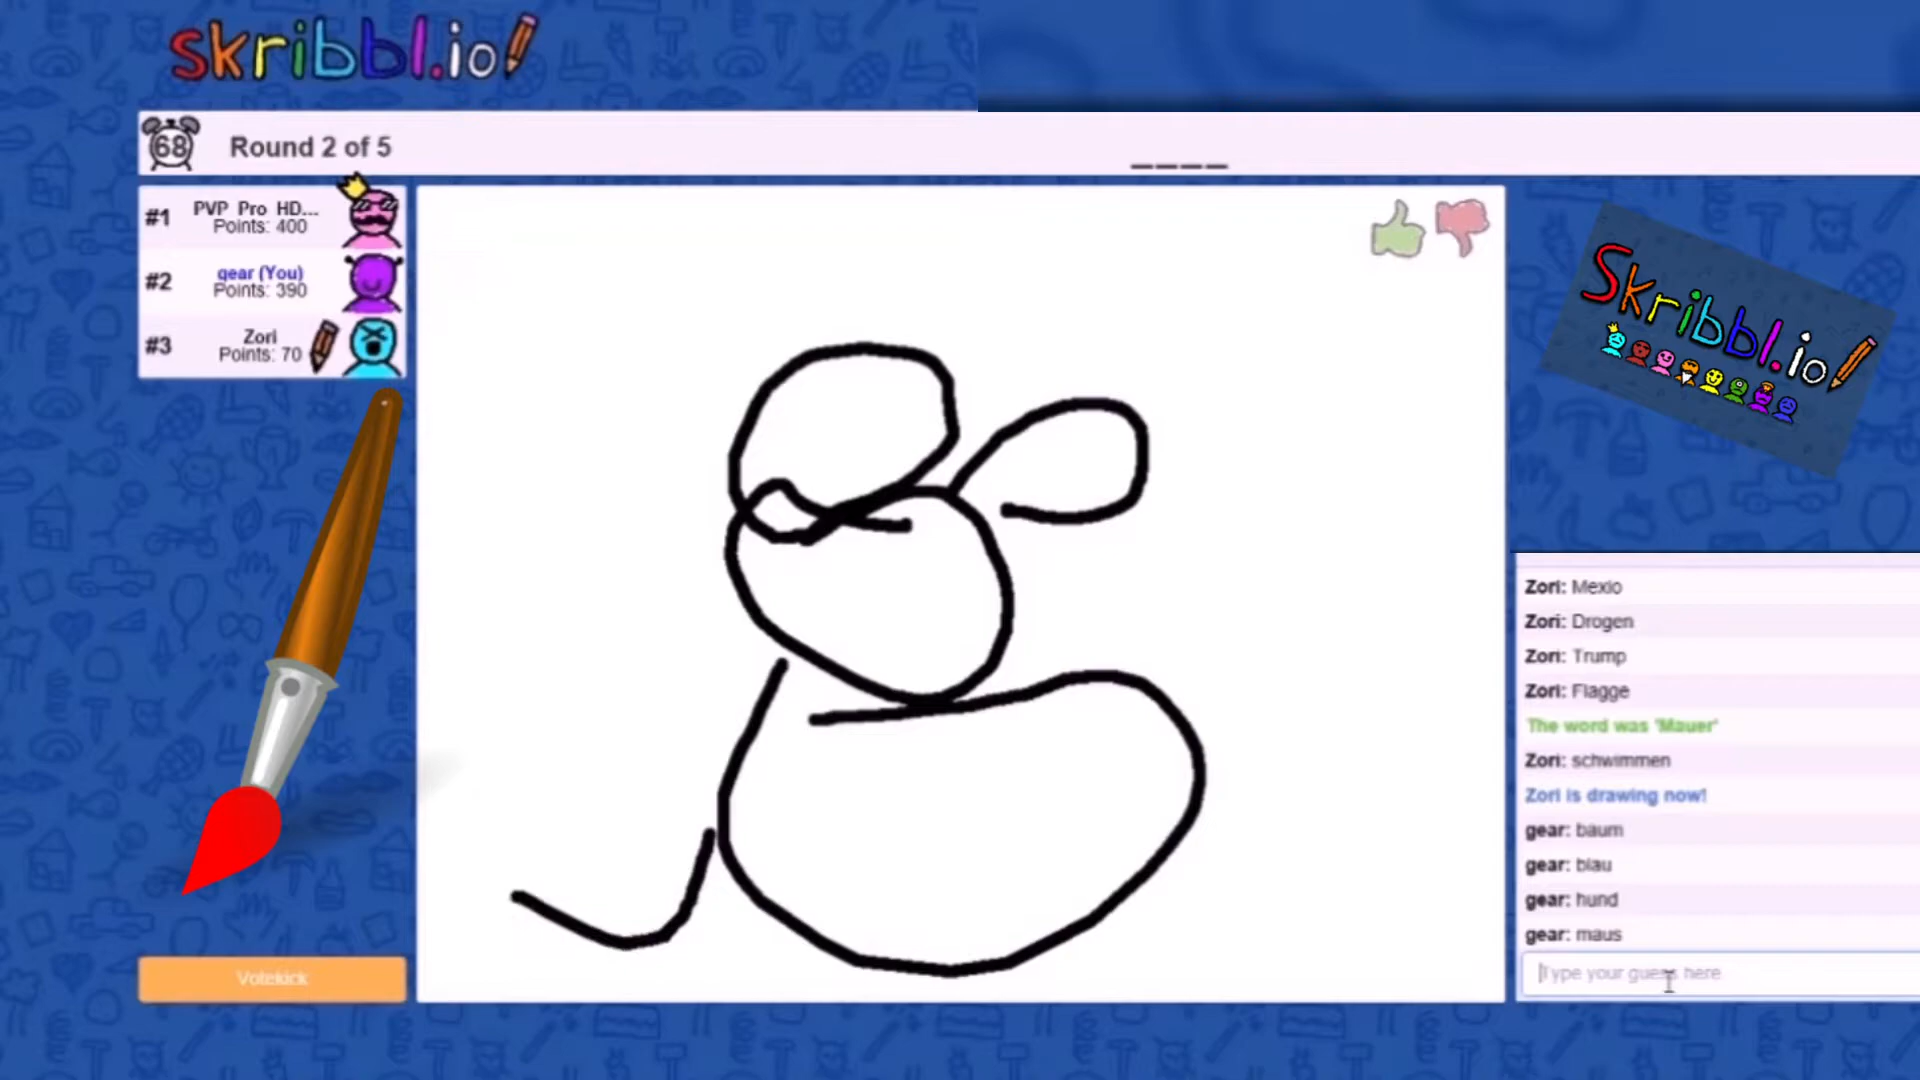 skribbl.io!
68
Round 2 of 5
____
#1
PVP Pro HD...
Points: 400
#2
gear (You)
Points: 390
#3
Zori
Points: 70
Skribbl.io!
Zori: Mexio
Zori: Drogen
Zori: Trump
Zori: Flagge
The word was 'Mauer'
Zori: schwimmen
Zori is drawing now!
gear: baum
gear: blau
gear: hund
gear: maus
Type your guess here
Votekick